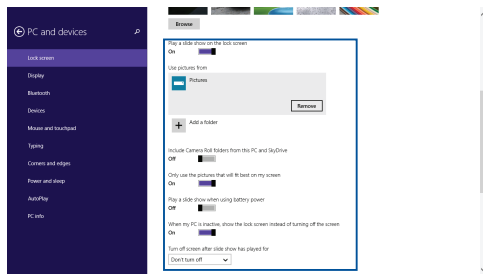 Browse
PC and devices
Play a slide show on the lock screen
On
Lock screen
Use pictures from
Display
Pictures
Bluetooth
Devices
Remove
Mouse and touchpad
Add a folder
Typing
Include Camera Roll folders from this PC and SkyDrive
Off
Corners and edges
Only use the pictures that will fit best on my screen
Power and sleep
On
AutoPlay
Play a slide show when using battery power
Off
PC info
When my PC is inactive, show the lock screen instead of turning off the screen
On
Turn off screen after slide show has played for
Don't turn off